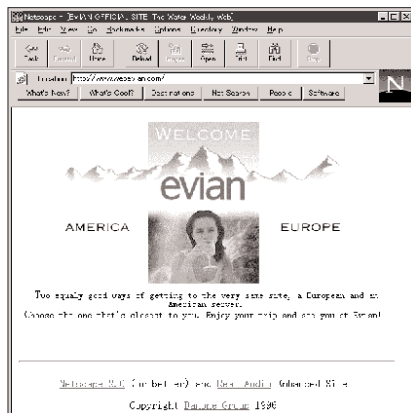 Netscape - [EVIAN OFFICIAL SITE The Water Weekly Web]
File Edit View Go Bookmarks Options Directory Window Help
Back Forward Home Reload Images Open Print Find Stop
Location: http://www.evian.com/
What's New? What's Cool? Destinations Net Search People Software
N
WELCOME
evian
AMERICA EUROPE
Two equaly good ways of getting to the very same site, a European and an
American server.
Choose the one that's closest to you. Enjoy your trip and see you at Evian!
Netscape 2.0 (or better) and Real Audio Enhanced Site
Copyright Danone Group 1996